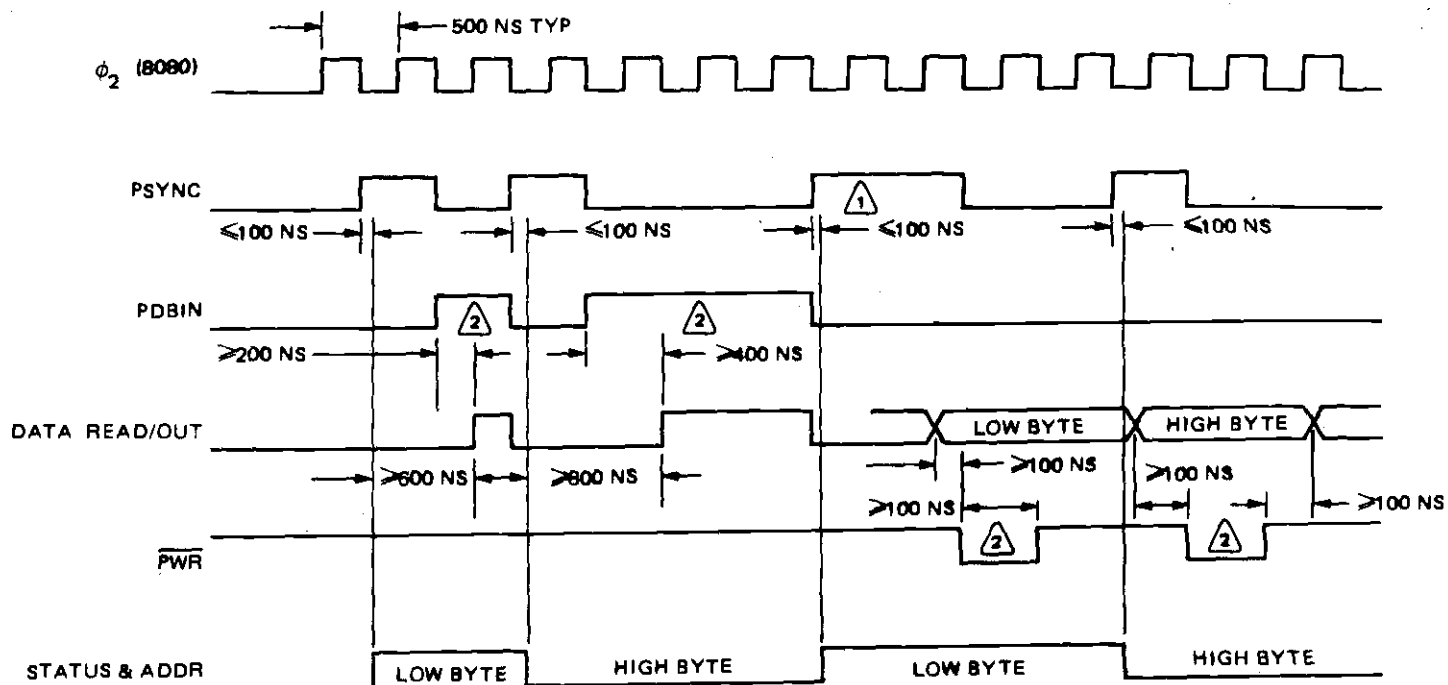 500 NS TYP
ϕ₂ (8080)
PSYNC
1
≤100 NS
≤100 NS
≤100 NS
≤100 NS
PDBIN
2
2
≥200 NS
≥400 NS
DATA READ/OUT
LOW BYTE
HIGH BYTE
≥600 NS
≥800 NS
≥100 NS
≥100 NS
≥100 NS
≥100 NS
PWR
2
2
STATUS & ADDR
LOW BYTE
HIGH BYTE
LOW BYTE
HIGH BYTE